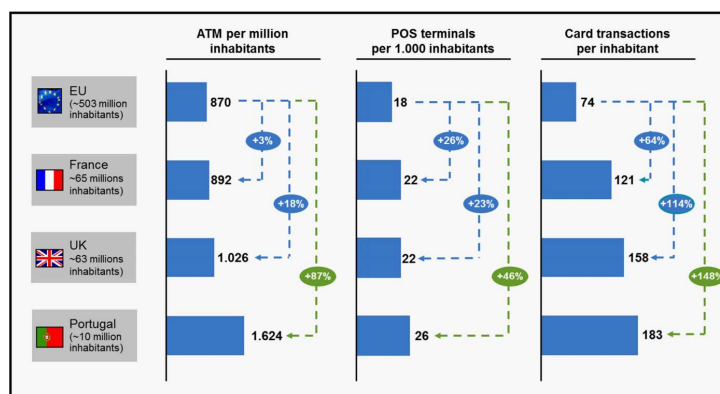 ATM per million
inhabitants
POS terminals
per 1.000 inhabitants
Card transactions
per inhabitant
EU
(~503 million
inhabitants)
870
18
74
+3%
+26%
+64%
France
(~65 millions
inhabitants)
892
22
121
+18%
+23%
+114%
UK
(~63 millions
inhabitants)
1.026
22
158
+87%
+46%
+148%
Portugal
(~10 million
inhabitants)
1.624
26
183